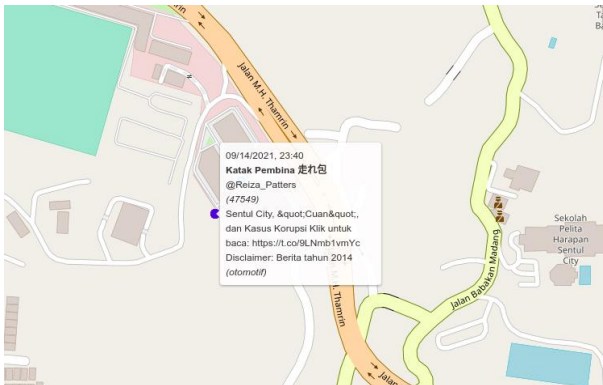 Jalan M.H. Thamrin
09/14/2021, 23:40
Katak Pembina 走れ包
@Reiza_Patters
(47549)
Sentul City, &quot;Cuan&quot;,
dan Kasus Korupsi Klik untuk
baca: https://t.co/9LNmb1vmYc
Disclaimer: Berita tahun 2014
(otomotif)
Sekolah
Pelita
Harapan
Sentul
City
Jalan Babakan Madang
Thamrin